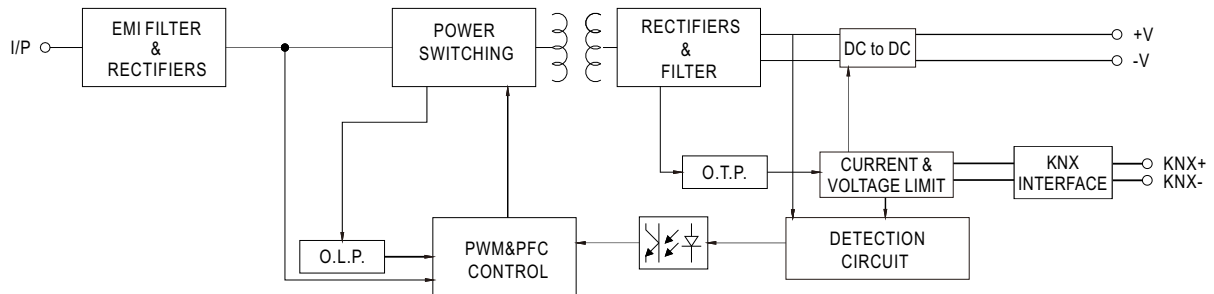 I/P
EMI FILTER
&
RECTIFIERS
POWER
SWITCHING
RECTIFIERS
&
FILTER
DC to DC
+V
-V
O.T.P.
CURRENT &
VOLTAGE LIMIT
KNX
INTERFACE
KNX+
KNX-
O.L.P.
PWM&PFC
CONTROL
DETECTION
CIRCUIT